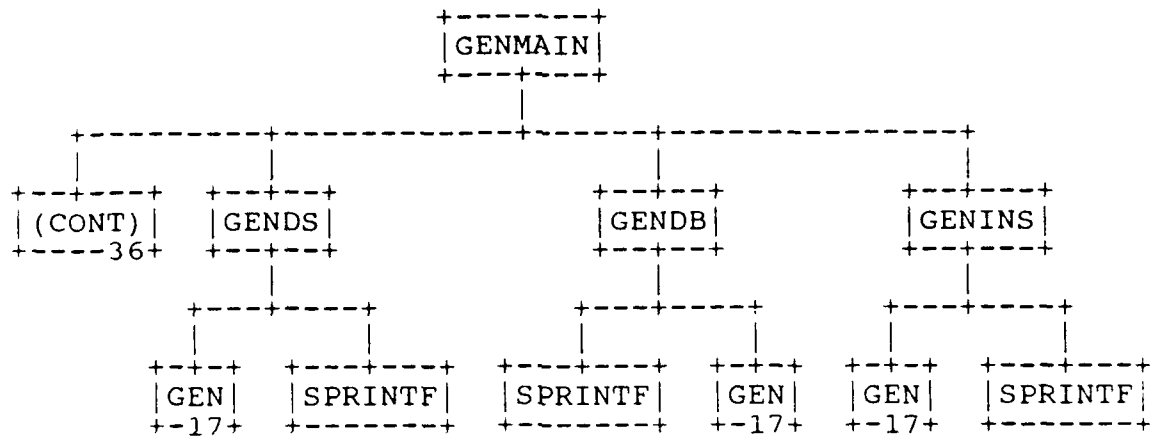 GENMAIN
(CONT) GENDS GENDB GENINS
36
GEN SPRINTF SPRINTF GEN GEN SPRINTF
17 17 17